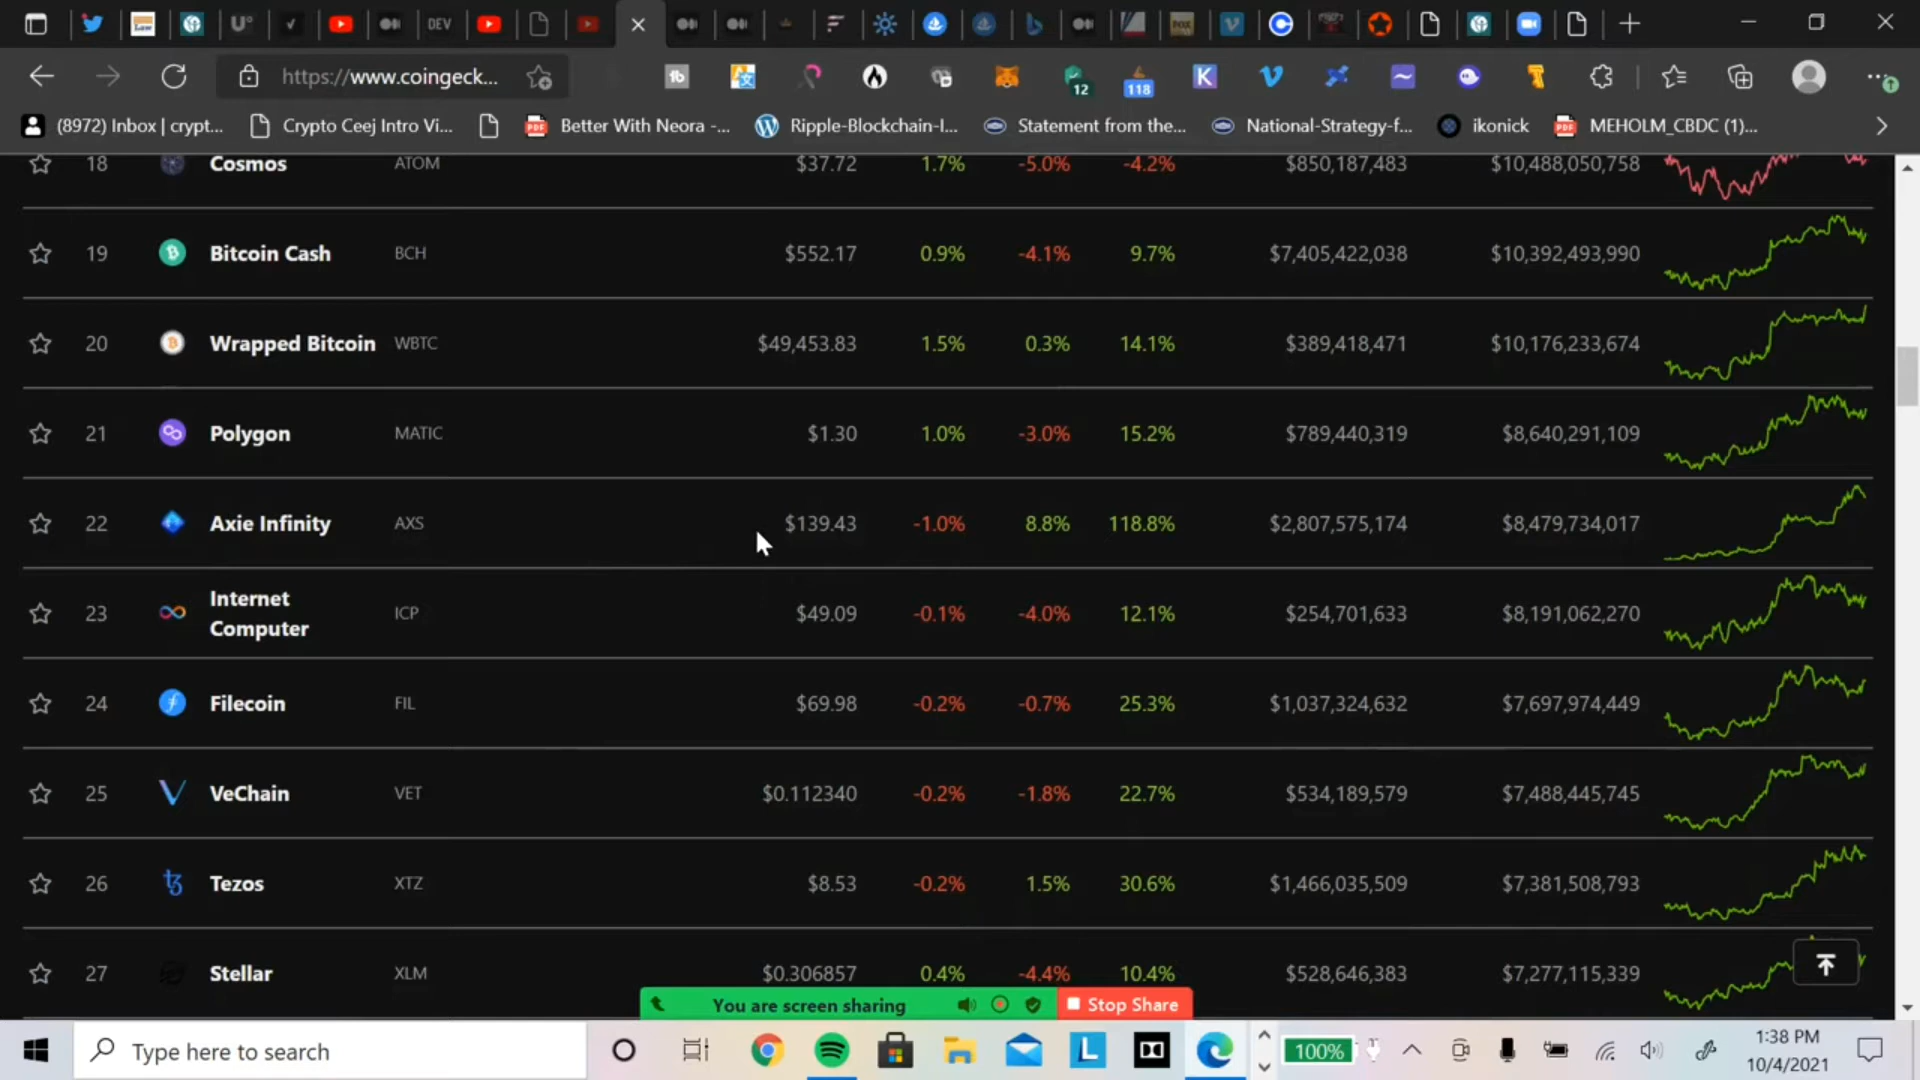 U°
DEV
https://www.coingeck...
12
118
(8972) Inbox | crypt...
Crypto Ceej Intro Vi...
Better With Neora -...
Ripple-Blockchain-I...
Statement from the...
National-Strategy-f...
ikonick
MEHOLM_CBDC (1)...
18 Cosmos ATOM $37.72 1.7% -5.0% -4.2% $850,187,483 $10,488,050,758
19 Bitcoin Cash BCH $552.17 0.9% -4.1% 9.7% $7,405,422,038 $10,392,493,990
20 Wrapped Bitcoin WBTC $49,453.83 1.5% 0.3% 14.1% $389,418,471 $10,176,233,674
21 Polygon MATIC $1.30 1.0% -3.0% 15.2% $789,440,319 $8,640,291,109
22 Axie Infinity AXS $139.43 -1.0% 8.8% 118.8% $2,807,575,174 $8,479,734,017
23 Internet Computer ICP $49.09 -0.1% -4.0% 12.1% $254,701,633 $8,191,062,270
24 Filecoin FIL $69.98 -0.2% -0.7% 25.3% $1,037,324,632 $7,697,974,449
25 VeChain VET $0.112340 -0.2% -1.8% 22.7% $534,189,579 $7,488,445,745
26 Tezos XTZ $8.53 -0.2% 1.5% 30.6% $1,466,035,509 $7,381,508,793
27 Stellar XLM $0.306857 0.4% -4.4% 10.4% $528,646,383 $7,277,115,339
You are screen sharing
Stop Share
Type here to search
100%
1:38 PM
10/4/2021